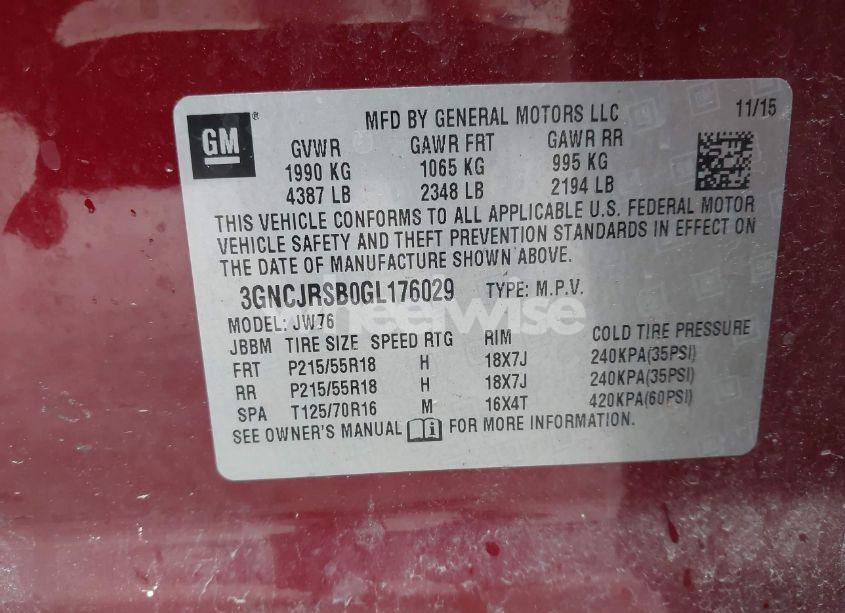 GM
®
MFD BY GENERAL MOTORS LLC
11/15
GVWR GAWR FRT GAWR RR
1990 KG 1065 KG 995 KG
4387 LB 2348 LB 2194 LB
THIS VEHICLE CONFORMS TO ALL APPLICABLE U.S. FEDERAL MOTOR
VEHICLE SAFETY AND THEFT PREVENTION STANDARDS IN EFFECT ON
THE DATE OF MANUFACTURE SHOWN ABOVE.
3GNCJRSB0GL176029 TYPE: M.P.V.
wheelwise
MODEL: JW76
JBBM TIRE SIZE SPEED RTG RIM COLD TIRE PRESSURE
FRT P215/55R18 H 18X7J 240KPA(35PSI)
RR P215/55R18 H 18X7J 240KPA(35PSI)
SPA T125/70R16 M 16X4T 420KPA(60PSI)
SEE OWNER'S MANUAL i FOR MORE INFORMATION.